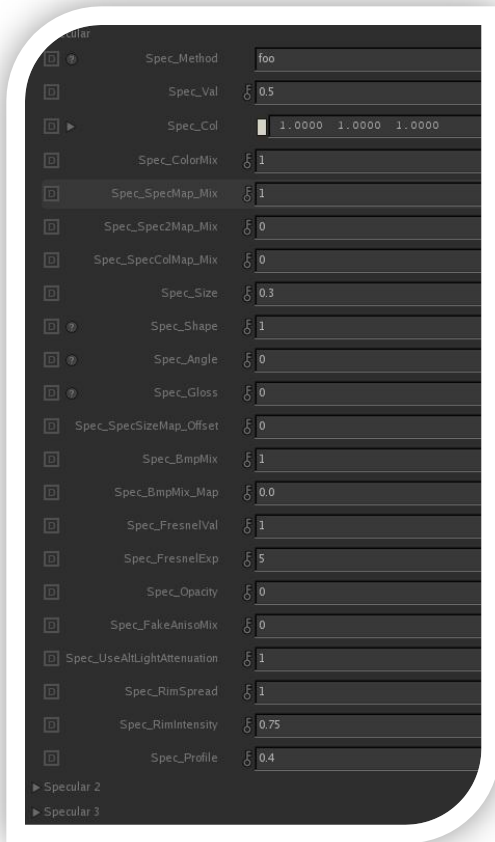 D ? Spec_Method foo
D Spec_Val 0.5
D Spec_Col 1.0000 1.0000 1.0000
D Spec_ColorMix 1
D Spec_SpecMap_Mix 1
D Spec_Spec2Map_Mix 0
D Spec_SpecColMap_Mix 0
D Spec_Size 0.3
D ? Spec_Shape 1
D ? Spec_Angle 0
D ? Spec_Gloss 0
D Spec_SpecSizeMap_Offset 0
D Spec_BmpMix 1
D Spec_BmpMix_Map 0.0
D Spec_FresnelVal 1
D Spec_FresnelExp 5
D Spec_Opacity 0
D Spec_FakeAnisoMix 0
D Spec_UseAltLightAttenuation 1
D Spec_RimSpread 1
D Spec_RimIntensity 0.75
D Spec_Profile 0.4
Specular 2
Specular 3